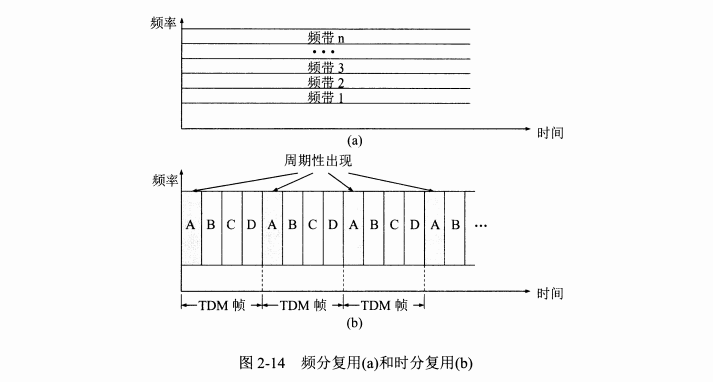 频率
频带 n
•••
频带 3
频带 2
频带 1
时间
(a)
周期性出现
频率
A B C D A B C D A B C D A B •••
时间
TDM 帧 TDM 帧 TDM 帧
(b)
图 2-14 频分复用(a)和时分复用(b)